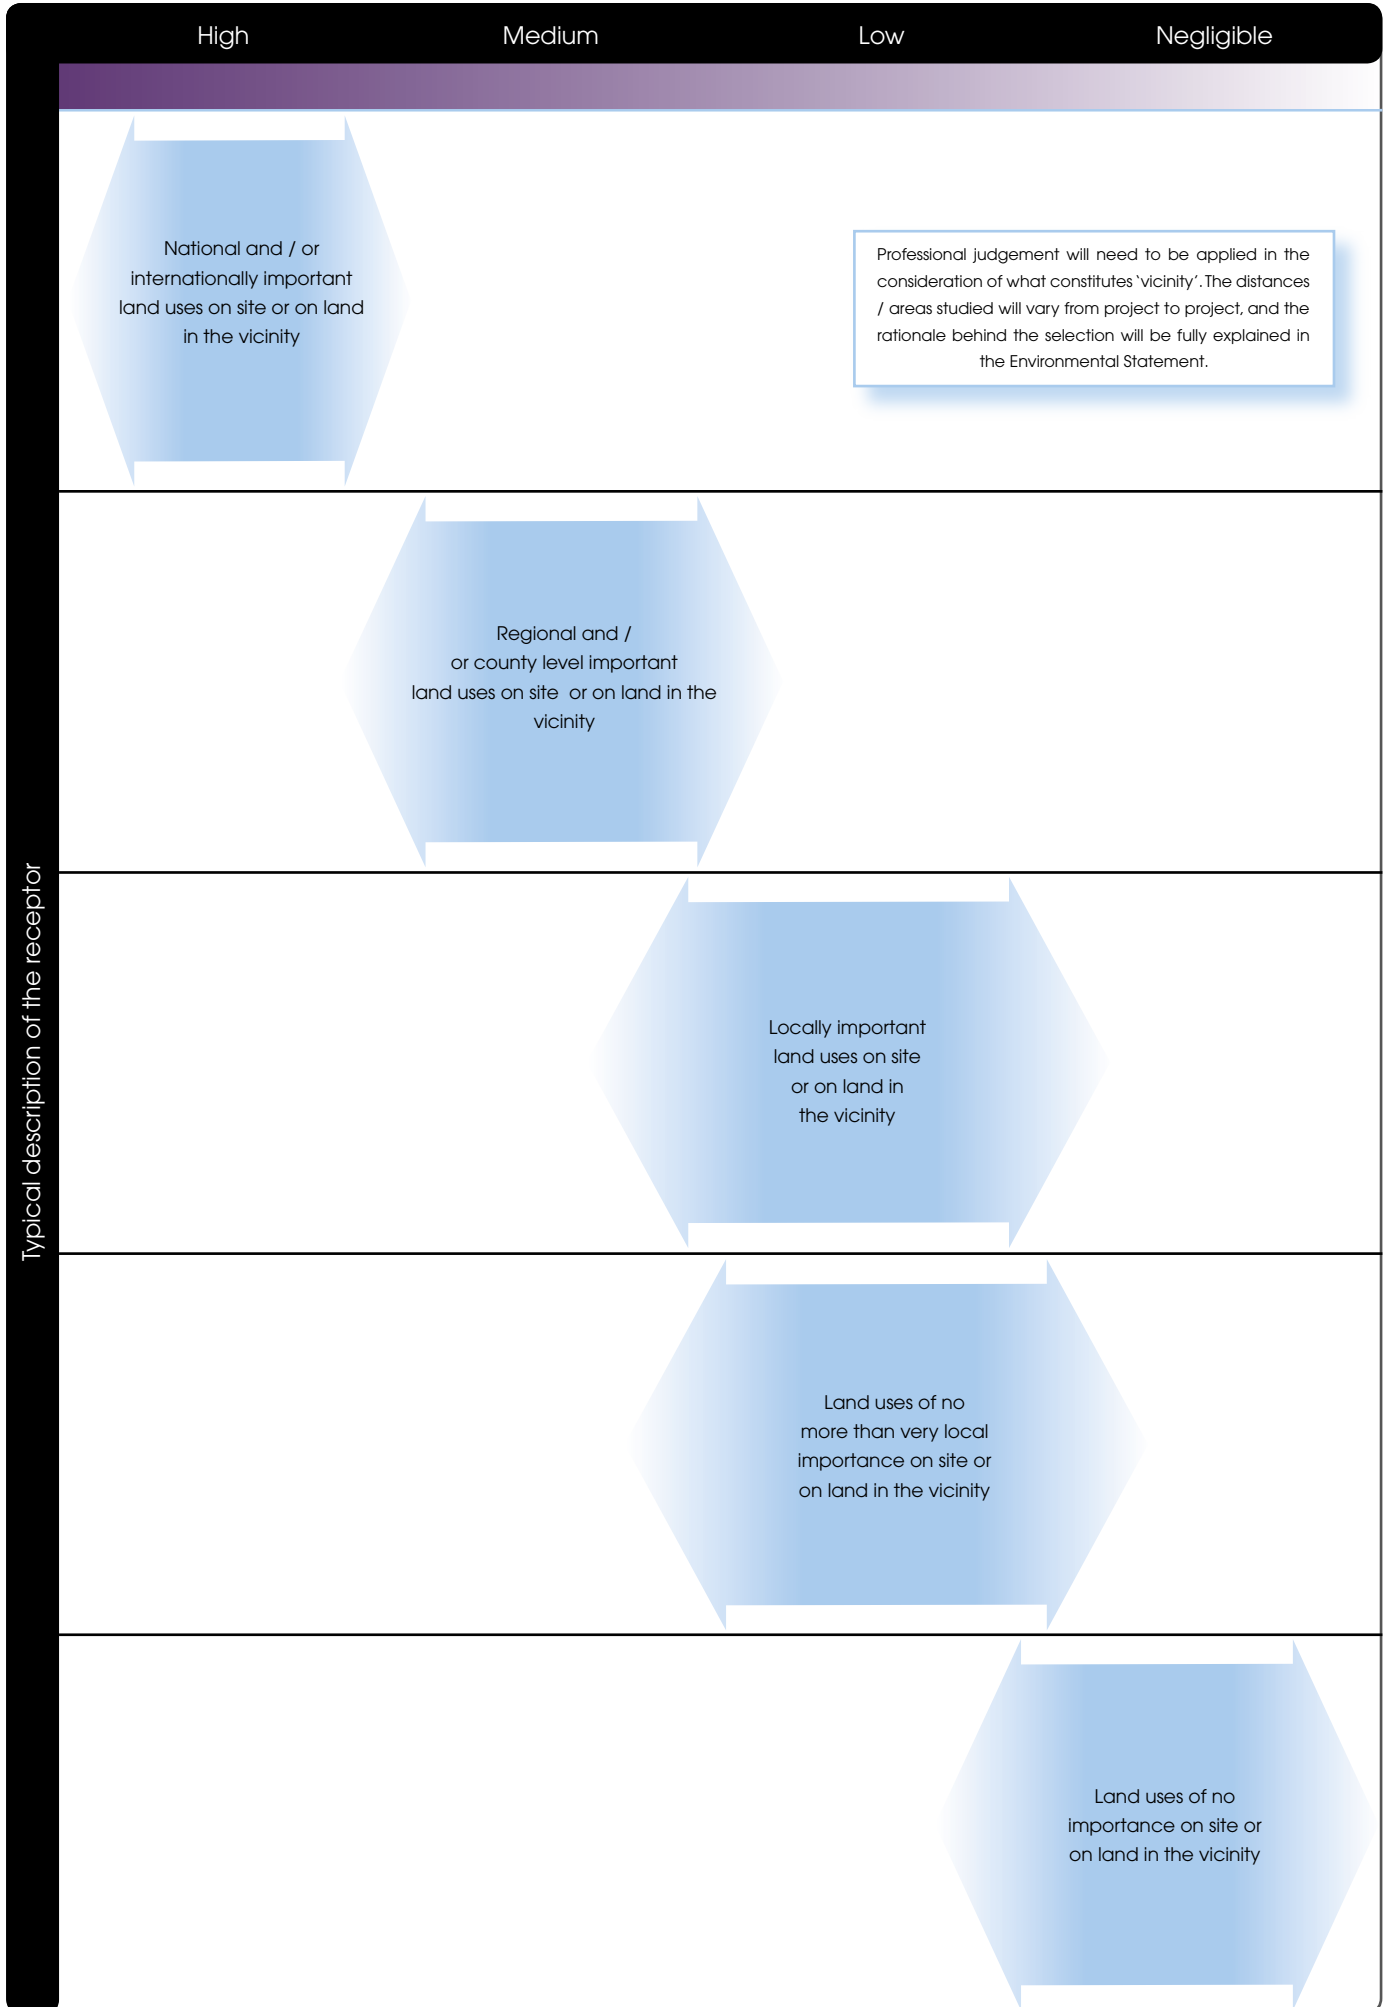 High Medium Low Negligible
Typical description of the receptor
National and / or
internationally important
land uses on site or on land
in the vicinity
Professional judgement will need to be applied in the
consideration of what constitutes ‘vicinity’. The distances
/ areas studied will vary from project to project, and the
rationale behind the selection will be fully explained in
the Environmental Statement.
Regional and /
or county level important
land uses on site or on land in the
vicinity
Locally important
land uses on site
or on land in
the vicinity
Land uses of no
more than very local
importance on site or
on land in the vicinity
Land uses of no
importance on site or
on land in the vicinity